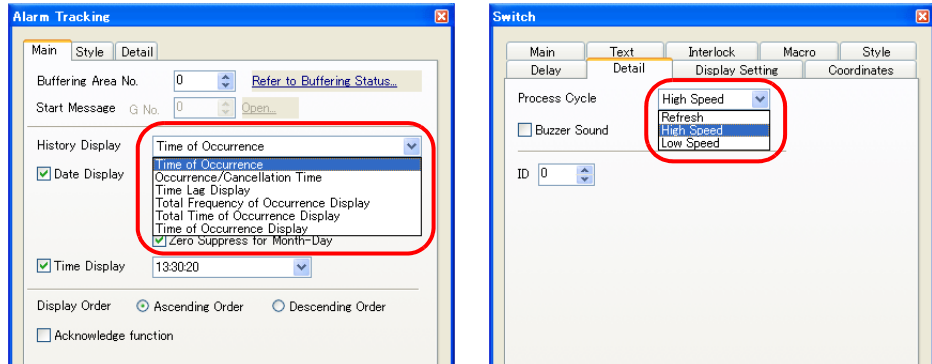 Alarm Tracking
Main Style Detail
Buffering Area No. 0 Refer to Buffering Status...
Start Message G No. 0 Open...
History Display Time of Occurrence
Date Display
Time of Occurrence
Occurrence/Cancellation Time
Time Lag Display
Total Frequency of Occurrence Display
Total Time of Occurrence Display
Time of Occurrence Display
Zero Suppress for Month-Day
Time Display 13:30:20
Display Order Ascending Order Descending Order
Acknowledge function
Switch
Main Text Interlock Macro Style
Delay Detail Display Setting Coordinates
Process Cycle High Speed
Refresh
High Speed
Low Speed
Buzzer Sound
ID 0